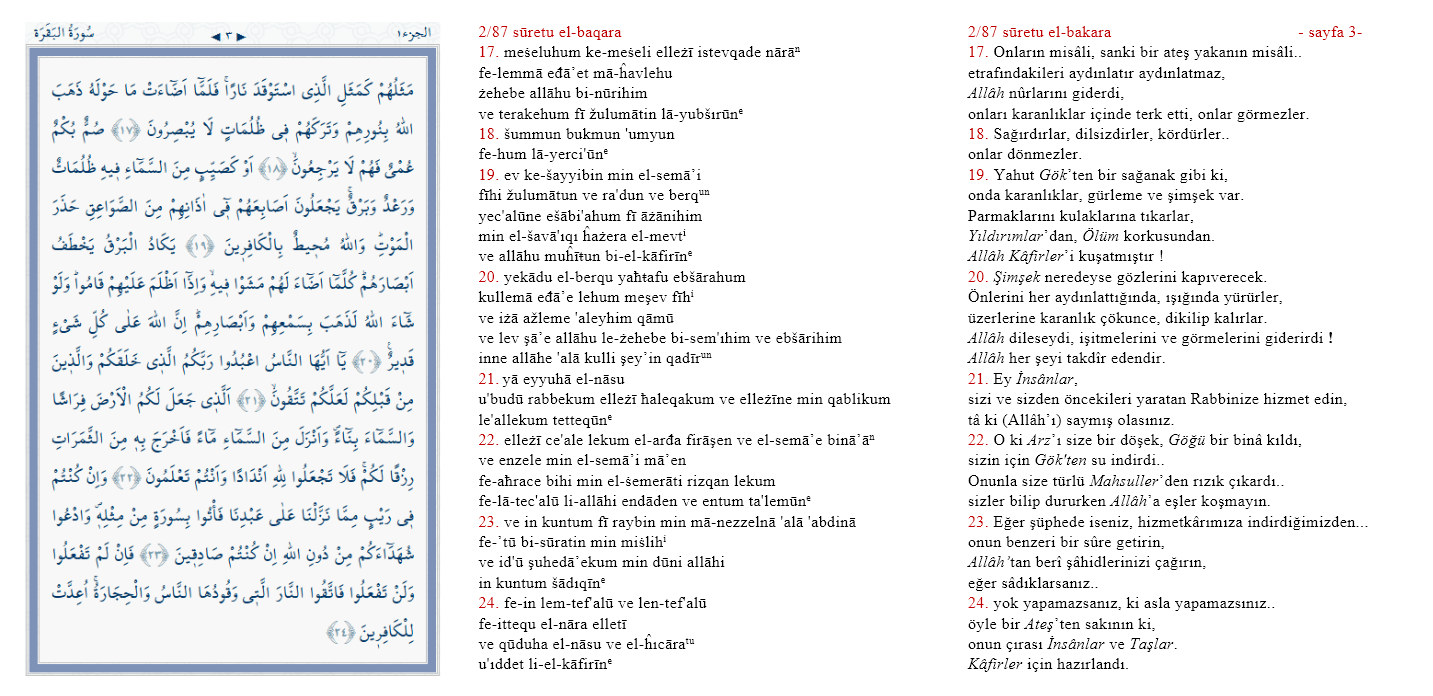 سُورَةُ البَقَرَة ◄ ٣ ► الجزء ١
مَثَلُهُمْ كَمَثَلِ الَّذِي اسْتَوْقَدَ نَارًاۚ فَلَمَّٓا اَضَٓاءَتْ مَا حَوْلَهُ ذَهَبَ
اللّٰهُ بِنُورِهِمْ وَتَرَكَهُمْ ف۪ي ظُلُمَاتٍ لَا يُبْصِرُونَ ﴿١٧﴾ صُمٌّ بُكْمٌ
عُمْيٌ فَهُمْ لَا يَرْجِعُونَۙ ﴿١٨﴾ اَوْ كَصَيِّبٍ مِنَ السَّمَٓاءِ ف۪يهِ ظُلُمَاتٌ
وَرَعْدٌ وَبَرْقٌۚ يَجْعَلُونَ اَصَابِعَهُمْ ف۪ٓي اٰذَانِهِمْ مِنَ الصَّوَاعِقِ حَذَرَ
الْمَوْتِۜ وَاللّٰهُ مُح۪يطٌ بِالْكَافِر۪ينَ ﴿١٩﴾ يَكَادُ الْبَرْقُ يَخْطَفُ
اَبْصَارَهُمْۜ كُلَّمَٓا اَضَٓاءَ لَهُمْ مَشَوْا ف۪يهِۙ وَاِذَٓا اَظْلَمَ عَلَيْهِمْ قَامُواۜ وَلَوْ
شَٓاءَ اللّٰهُ لَذَهَبَ بِسَمْعِهِمْ وَاَبْصَارِهِمْۜ اِنَّ اللّٰهَ عَلٰى كُلِّ شَيْءٍ
قَد۪يرٌ۟ ﴿٢٠﴾ يَٓا اَيُّهَا النَّاسُ اعْبُدُوا رَبَّكُمُ الَّذ۪ي خَلَقَكُمْ وَالَّذ۪ينَ
مِنْ قَبْلِكُمْ لَعَلَّكُمْ تَتَّقُونَۙ ﴿٢١﴾ اَلَّذ۪ي جَعَلَ لَكُمُ الْاَرْضَ فِرَاشًا
وَالسَّمَٓاءَ بِنَٓاءًۖ وَاَنْزَلَ مِنَ السَّمَٓاءِ مَٓاءً فَاَخْرَجَ بِه۪ مِنَ الثَّمَرَاتِ
رِزْقًا لَكُمْۚ فَلَا تَجْعَلُوا لِلّٰهِ اَنْدَادًا وَاَنْتُمْ تَعْلَمُونَ ﴿٢٢﴾ وَاِنْ كُنْتُمْ
ف۪ي رَيْبٍ مِمَّا نَزَّلْنَا عَلٰى عَبْدِنَا فَأْتُوا بِسُورَةٍ مِنْ مِثْلِه۪ۖ وَادْعُوا
شُهَدَٓاءَكُمْ مِنْ دُونِ اللّٰهِ اِنْ كُنْتُمْ صَادِق۪ينَ ﴿٢٣﴾ فَاِنْ لَمْ تَفْعَلُوا
وَلَنْ تَفْعَلُوا فَاتَّقُوا النَّارَ الَّت۪ي وَقُودُهَا النَّاسُ وَالْحِجَارَةُۚ اُعِدَّتْ
لِلْكَافِر۪ينَ ﴿٢٤﴾
2/87 sūretu el-baqara
17. meṡeluhum ke-meṡeli elleżī istevqade nārāⁿ
fe-lemmā eđā’et mā-ĥavlehu
żehebe allāhu bi-nūrihim
ve terakehum fī žulumātin lā-yubšırūnᵉ
18. šummun bukmun 'umyun
fe-hum lā-yerci'ūnᵉ
19. ev ke-šayyibin min el-semā’i
fīhi žulumātun ve ra'dun ve berqᵘⁿ
yec'alūne ešābi'ahum fī āżānihim
min el-šavā'ıqı ĥażera el-mevtⁱ
ve allāhu muĥīŧun bi-el-kāfirīnᵉ
20. yekādu el-berqu yaħŧafu ebšārahum
kullemā eđā’e lehum meşev fīhⁱ
ve iżā ažleme 'aleyhim qāmū
ve lev şā’e allāhu le-żehebe bi-sem'ıhim ve ebšārihim
inne allāhe 'alā kulli şey’in qadīrᵘⁿ
21. yā eyyuhā el-nāsu
u'budū rabbekum elleżī ħaleqakum ve elleżīne min qablikum
le'allekum tetteqūnᵉ
22. elleżī ce'ale lekum el-arđa firāşen ve el-semā’e binā’āⁿ
ve enzele min el-semā’i mā’en
fe-aħrace bihi min el-ṡemerāti rizqan lekum
fe-lā-tec'alū li-allāhi endāden ve entum ta'lemūnᵉ
23. ve in kuntum fī raybin min mā-nezzelnā 'alā 'abdinā
fe-’tū bi-sūratin min miṡlihⁱ
ve id'ū şuhedā’ekum min dūni allāhi
in kuntum šādıqīnᵉ
24. fe-in lem-tef'alū ve len-tef'alū
fe-ittequ el-nāra elletī
ve qūduha el-nāsu ve el-ĥıcāraᵗᵘ
u'ıddet li-el-kāfirīnᵉ
2/87 sūretu el-bakara - sayfa 3-
17. Onların misâli, sanki bir ateş yakanın misâli..
etrafındakileri aydınlatır aydınlatmaz,
Allâh nûrlarını giderdi,
onları karanlıklar içinde terk etti, onlar görmezler.
18. Sağırdırlar, dilsizdirler, kördürler..
onlar dönmezler.
19. Yahut Gök’ten bir sağanak gibi ki,
onda karanlıklar, gürleme ve şimşek var.
Parmaklarını kulaklarına tıkarlar,
Yıldırımlar’dan, Ölüm korkusundan.
Allâh Kâfirler’i kuşatmıştır !
20. Şimşek neredeyse gözlerini kapıverecek.
Önlerini her aydınlattığında, ışığında yürürler,
üzerlerine karanlık çökünce, dikilip kalırlar.
Allâh dileseydi, işitmelerini ve görmelerini giderirdi !
Allâh her şeyi takdîr edendir.
21. Ey İnsânlar,
sizi ve sizden öncekileri yaratan Rabbinize hizmet edin,
tâ ki (Allâh’ı) saymış olasınız.
22. O ki Arz’ı size bir döşek, Göğü bir binâ kıldı,
sizin için Gök'ten su indirdi..
Onunla size türlü Mahsuller’den rızık çıkardı..
sizler bilip dururken Allâh’a eşler koşmayın.
23. Eğer şüphede iseniz, hizmetkârımıza indirdiğimizden...
onun benzeri bir sûre getirin,
Allâh’tan berî şâhidlerinizi çağırın,
eğer sâdıklarsanız..
24. yok yapamazsanız, ki asla yapamazsınız..
öyle bir Ateş’ten sakının ki,
onun çırası İnsânlar ve Taşlar.
Kâfirler için hazırlandı.